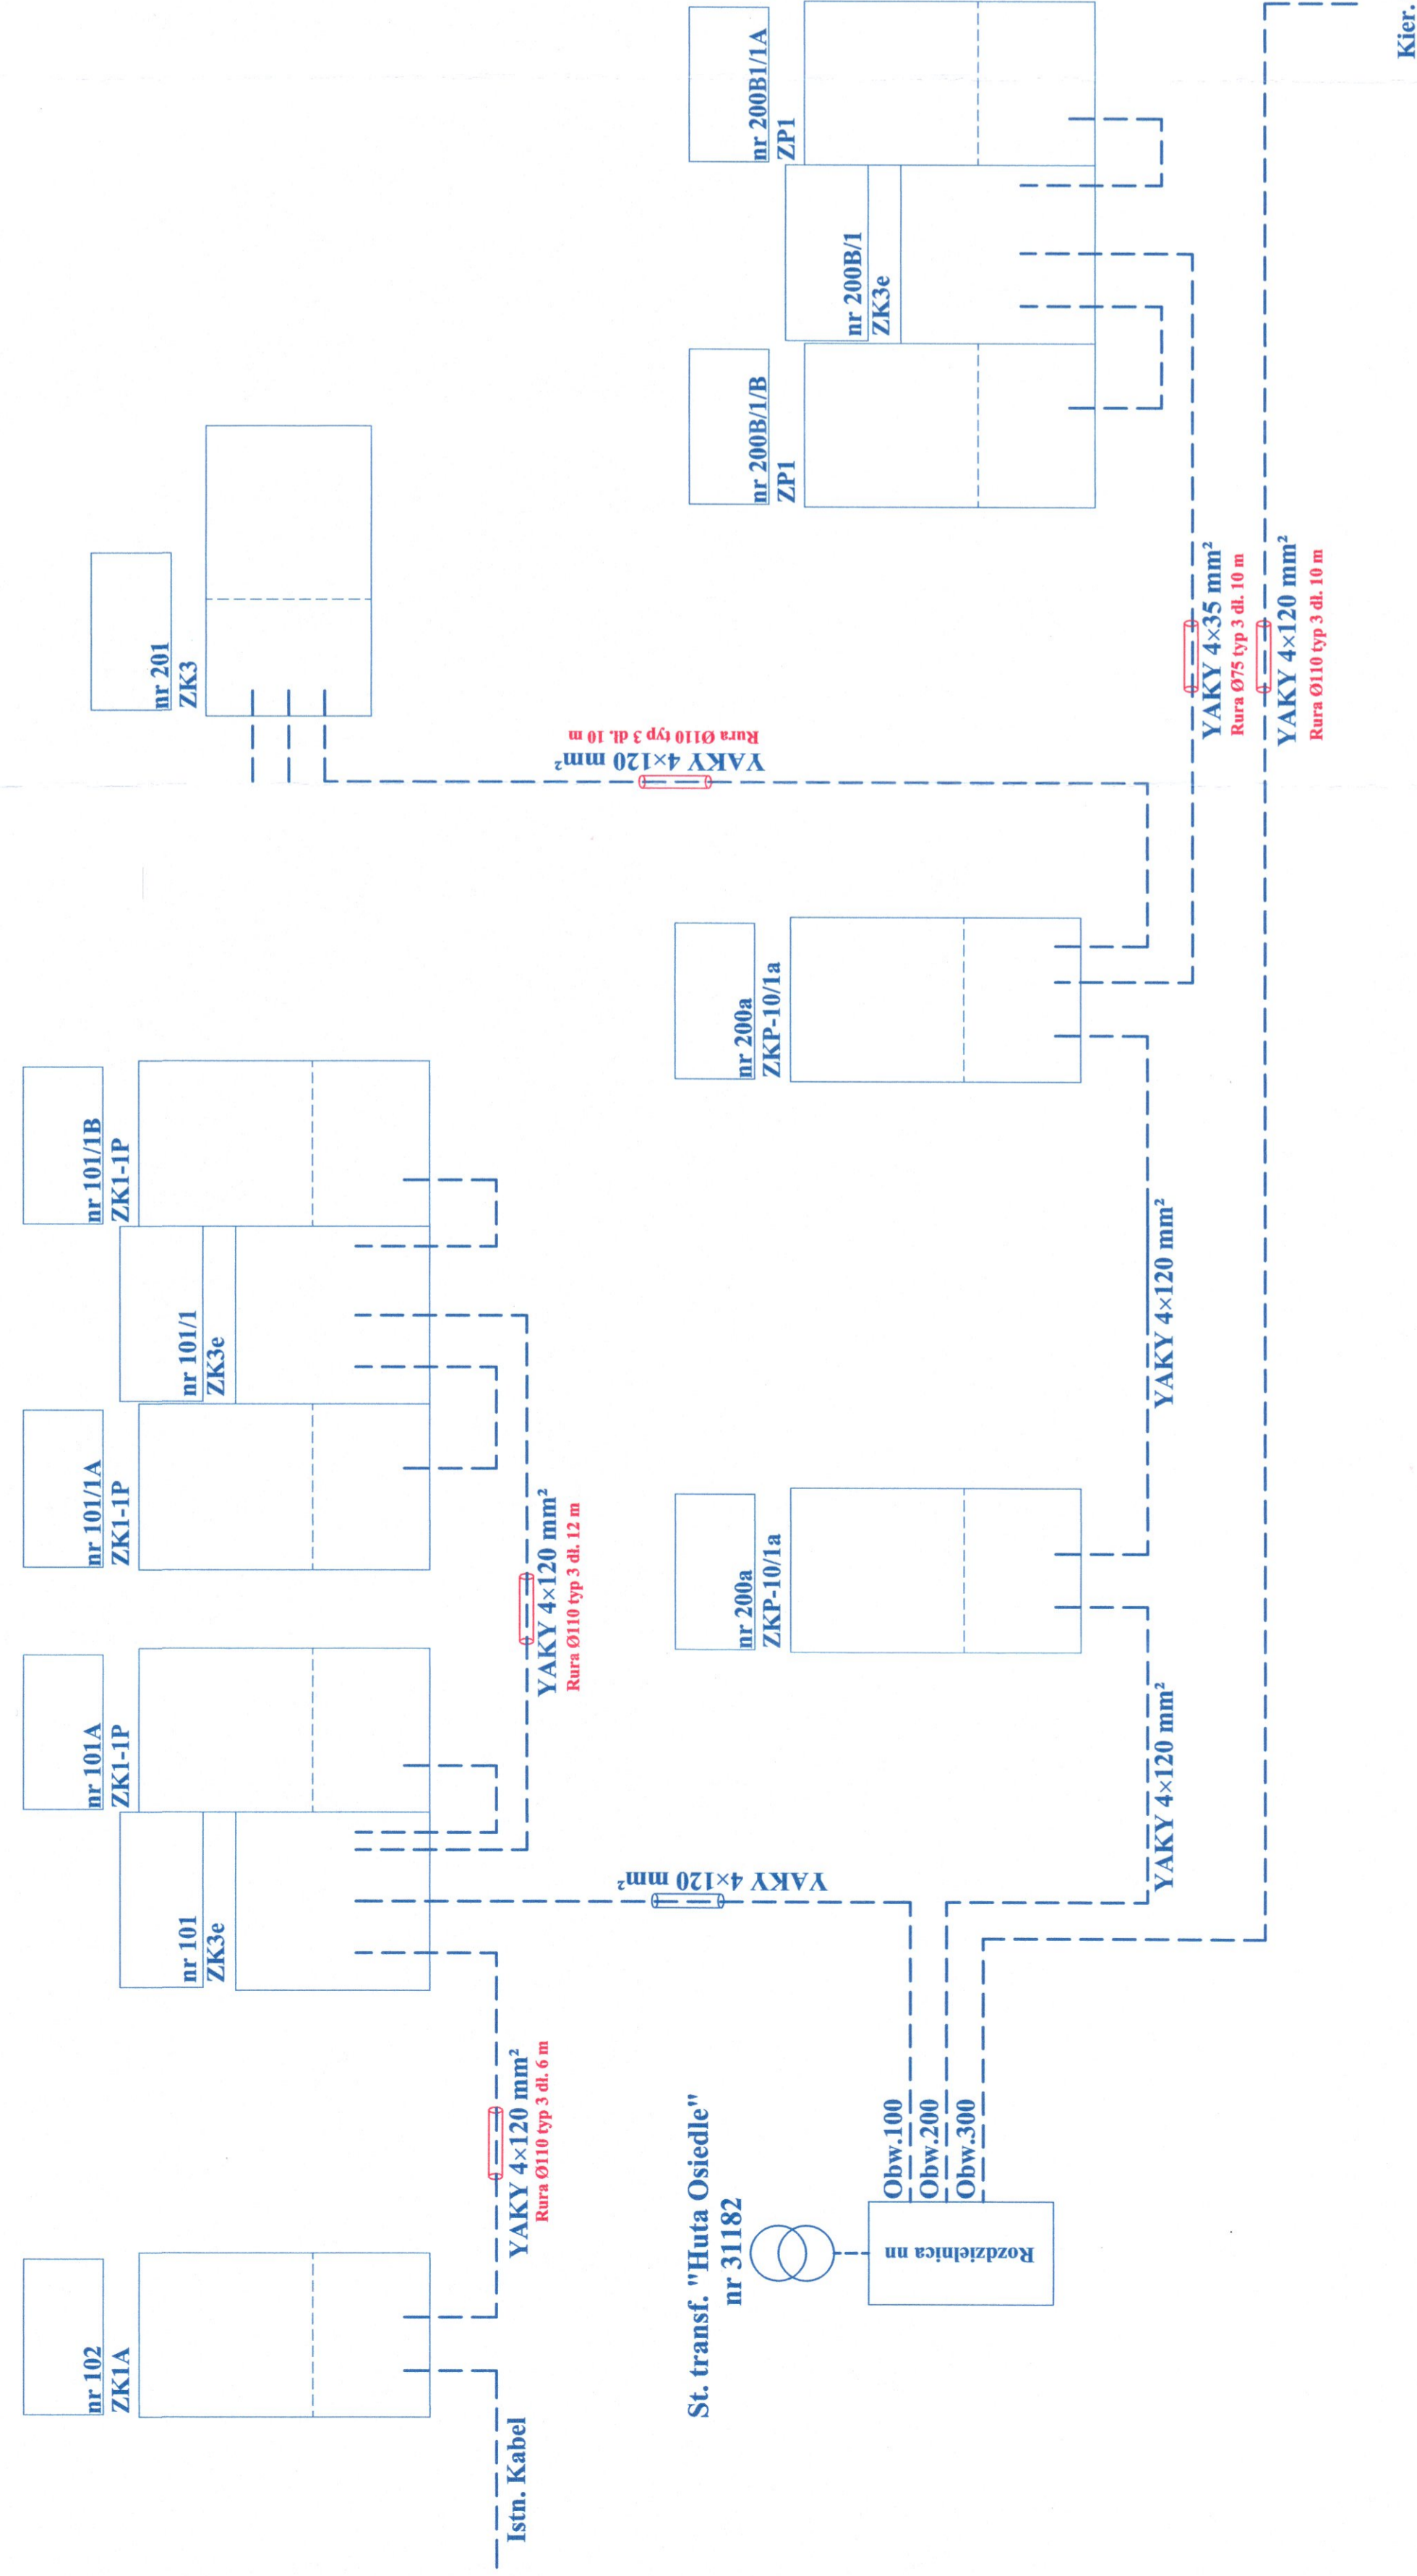 nr 102
ZK1A
nr 101
ZK3e
nr 101A
ZK1-1P
nr 101/1A
ZK1-1P
nr 101/1
ZK3e
nr 101/1B
ZK1-1P
nr 201
ZK3
Istn. Kabel
YAKY 4×120 mm²
Rura Ø110 typ 3 dł. 6 m
YAKY 4×120 mm²
Rura Ø110 typ 3 dł. 12 m
YAKY 4×120 mm²
Rura Ø110 typ 3 dł. 10 m
YAKY 4×120 mm²
St. transf. "Huta Osiedle"
nr 31182
Rozdzielnica nn
Obw.100
Obw.200
Obw.300
nr 200a
ZKP-10/1a
nr 200a
ZKP-10/1a
nr 200B/1/B
ZP1
nr 200B/1
ZK3e
nr 200B1/1A
ZP1
YAKY 4×120 mm²
YAKY 4×120 mm²
YAKY 4×35 mm²
Rura Ø75 typ 3 dł. 10 m
YAKY 4×120 mm²
Rura Ø110 typ 3 dł. 10 m
Kier.